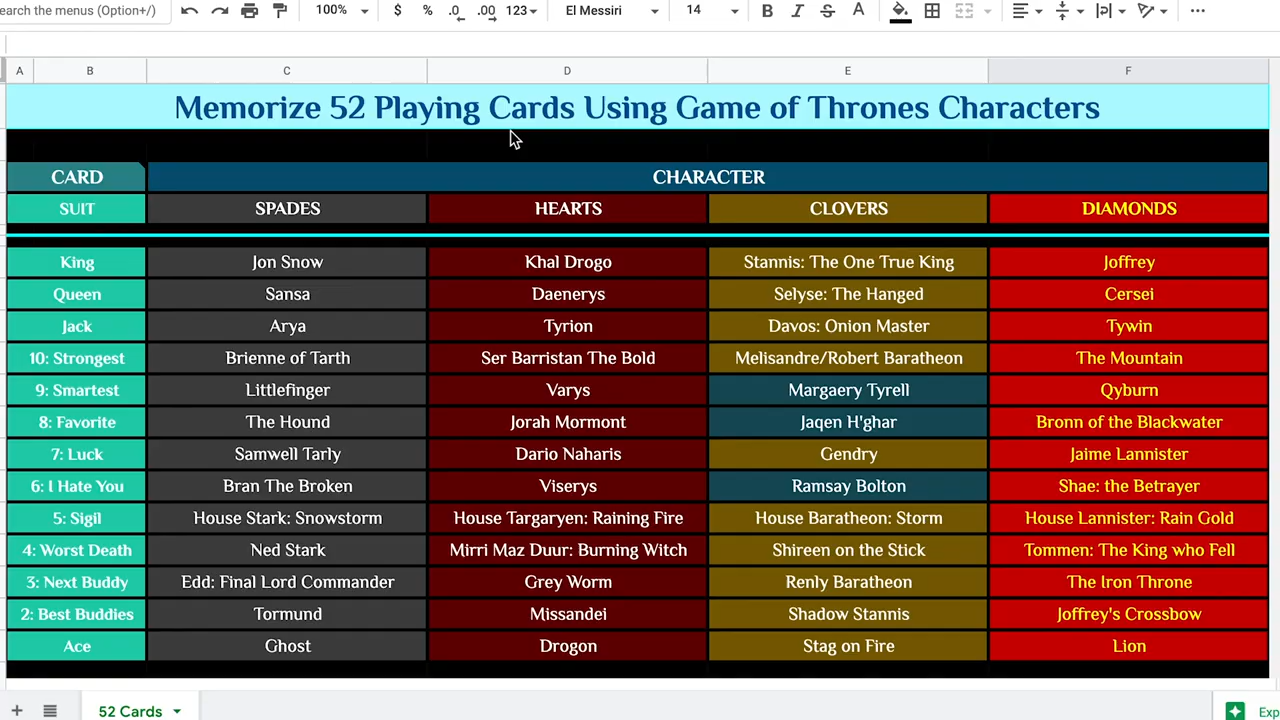 earch the menus (Option+/)
100%
$
%
.0
.00
123
El Messiri
14
B
I
S
A
A
B
C
D
E
F
Memorize 52 Playing Cards Using Game of Thrones Characters
CARD CHARACTER
SUIT SPADES HEARTS CLOVERS DIAMONDS
King Jon Snow Khal Drogo Stannis: The One True King Joffrey
Queen Sansa Daenerys Selyse: The Hanged Cersei
Jack Arya Tyrion Davos: Onion Master Tywin
10: Strongest Brienne of Tarth Ser Barristan The Bold Melisandre/Robert Baratheon The Mountain
9: Smartest Littlefinger Varys Margaery Tyrell Qyburn
8: Favorite The Hound Jorah Mormont Jaqen H'ghar Bronn of the Blackwater
7: Luck Samwell Tarly Dario Naharis Gendry Jaime Lannister
6: I Hate You Bran The Broken Viserys Ramsay Bolton Shae: the Betrayer
5: Sigil House Stark: Snowstorm House Targaryen: Raining Fire House Baratheon: Storm House Lannister: Rain Gold
4: Worst Death Ned Stark Mirri Maz Duur: Burning Witch Shireen on the Stick Tommen: The King who Fell
3: Next Buddy Edd: Final Lord Commander Grey Worm Renly Baratheon The Iron Throne
2: Best Buddies Tormund Missandei Shadow Stannis Joffrey's Crossbow
Ace Ghost Drogon Stag on Fire Lion
52 Cards
Exp